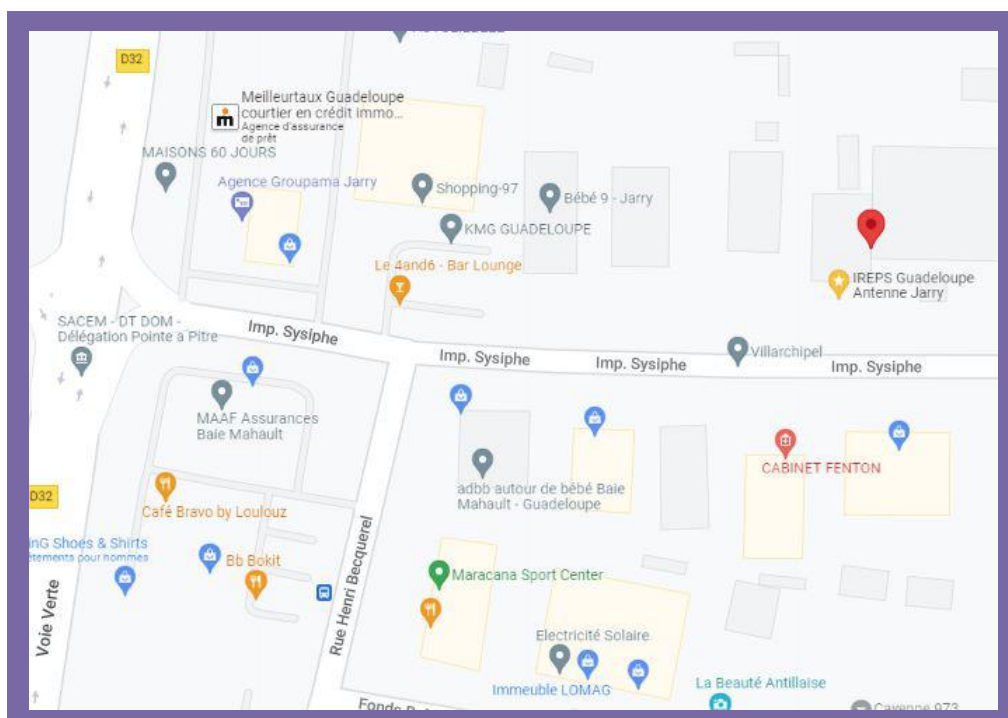 D32
Meilleurtaux Guadeloupe
courtier en crédit immo...
Agence d'assurance
de prêt
MAISONS 60 JOURS
Agence Groupama Jarry
Shopping-97
Bébé 9 - Jarry
KMG GUADELOUPE
Le 4and6 - Bar Lounge
IREPS Guadeloupe
Antenne Jarry
SACEM - DT DOM -
Délégation Pointe a Pitre
Imp. Sysiphe
Imp. Sysiphe
Imp. Sysiphe
Villarchipel
Imp. Sysiphe
MAAF Assurances
Baie Mahault
CABINET FENTON
adbb autour de bébé Baie
Mahault - Guadeloupe
D32
Café Bravo by Loulouz
Shoes & Shirts
pour hommes
Bb Bokit
Rue Henri Becquerel
Maracana Sport Center
Voie Verte
Electricité Solaire
Immeuble LOMAG
La Beauté Antillaise
Cayenne 973